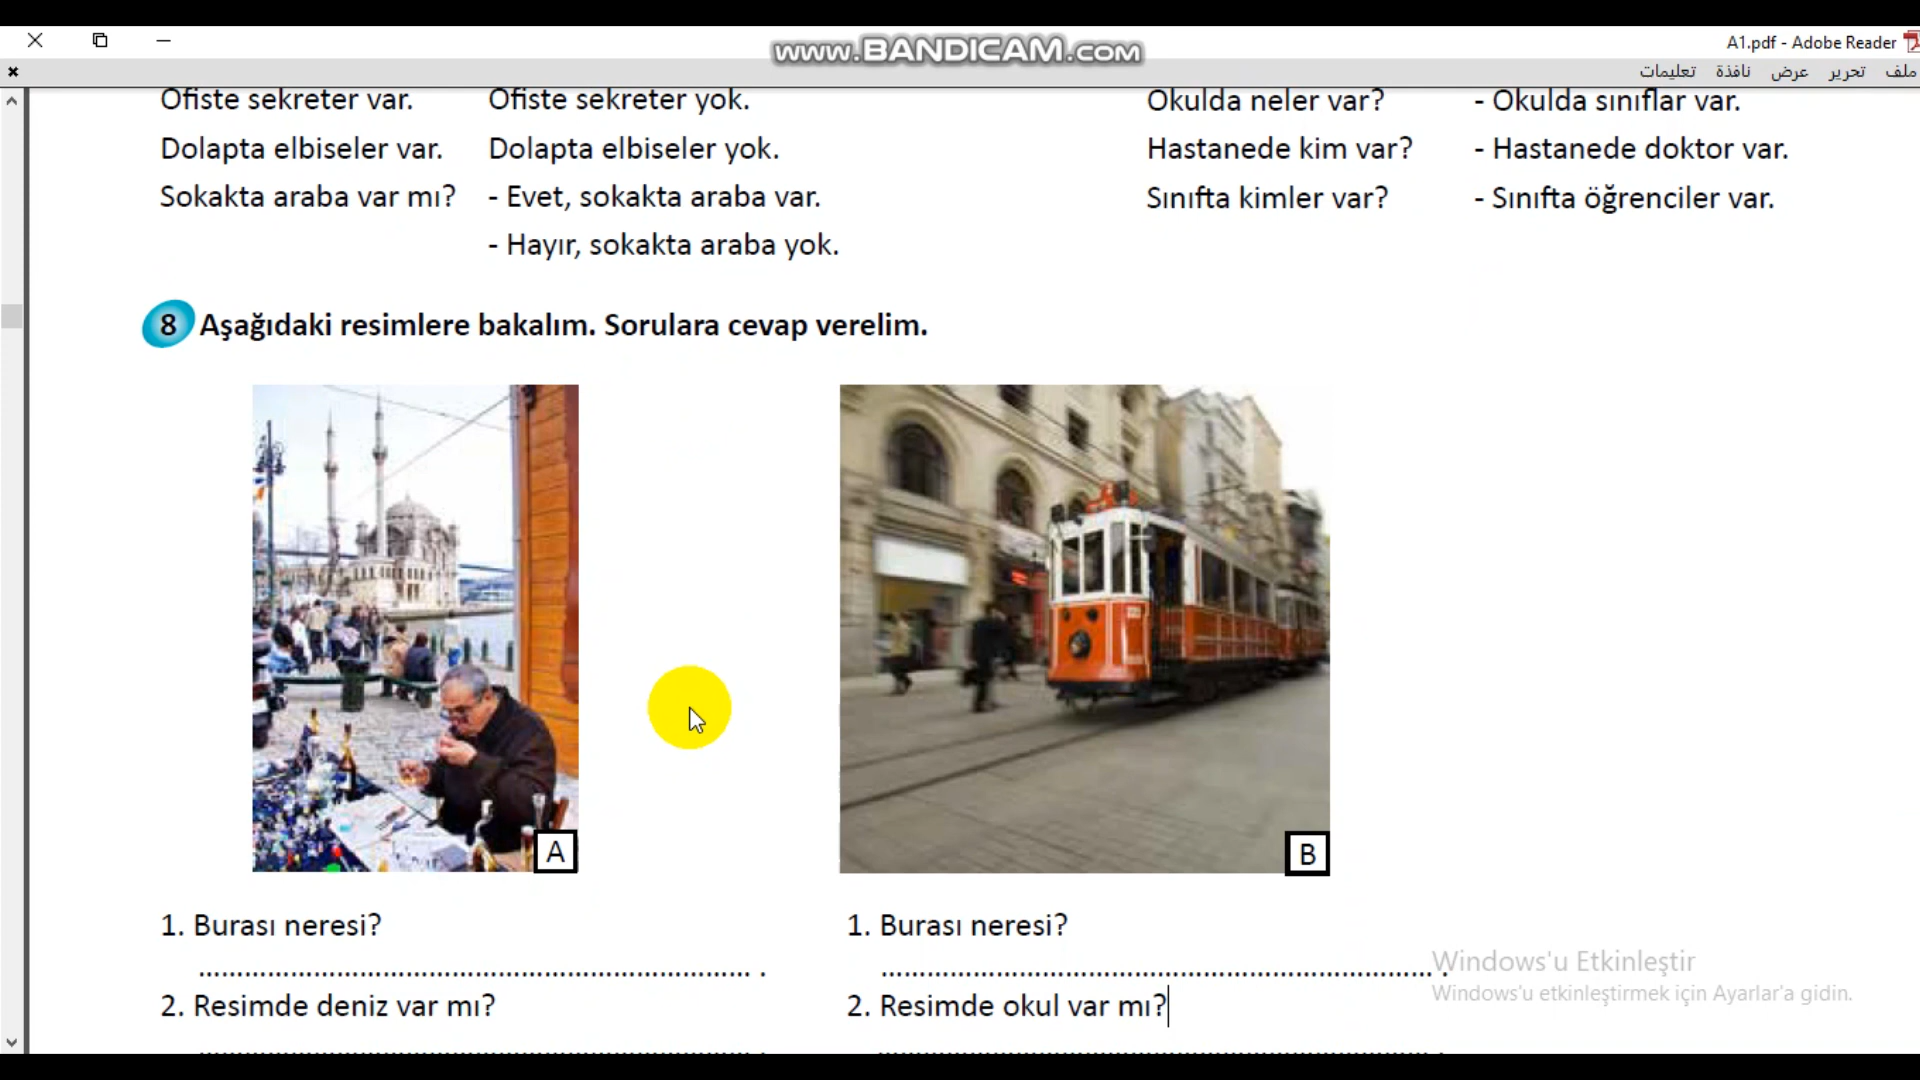 www.BANDICAM.com
A1.pdf - Adobe Reader
ملف تحرير عرض نافذة تعليمات
Ofiste sekreter var. Ofiste sekreter yok.
Okulda neler var? - Okulda sınıflar var.
Dolapta elbiseler var. Dolapta elbiseler yok.
Hastanede kim var? - Hastanede doktor var.
Sokakta araba var mı? - Evet, sokakta araba var.
Sınıfta kimler var? - Sınıfta öğrenciler var.
- Hayır, sokakta araba yok.
8 Aşağıdaki resimlere bakalım. Sorulara cevap verelim.
A
B
1. Burası neresi?
.......................................................................... .
2. Resimde deniz var mı?
1. Burası neresi?
.......................................................................... .
2. Resimde okul var mı?
Windows'u Etkinleştir
Windows'u etkinleştirmek için Ayarlar'a gidin.